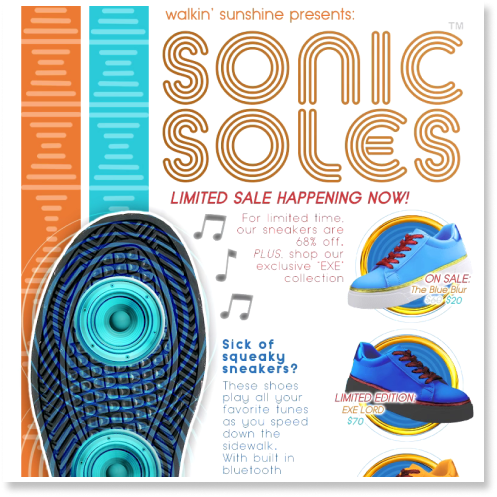 walkin' sunshine presents:
SONIC
TM
SOLES
LIMITED SALE HAPPENING NOW!
For limited time,
our sneakers are
68% off.
PLUS, shop our
exclusive "EXE"
collection
ON SALE:
The Blue Blur
$20
Sick of
squeaky
sneakers?
These shoes
play all your
favorite tunes
as you speed
down the
sidewalk.
With built in
bluetooth
LIMITED EDITION:
EXE LORD
$70